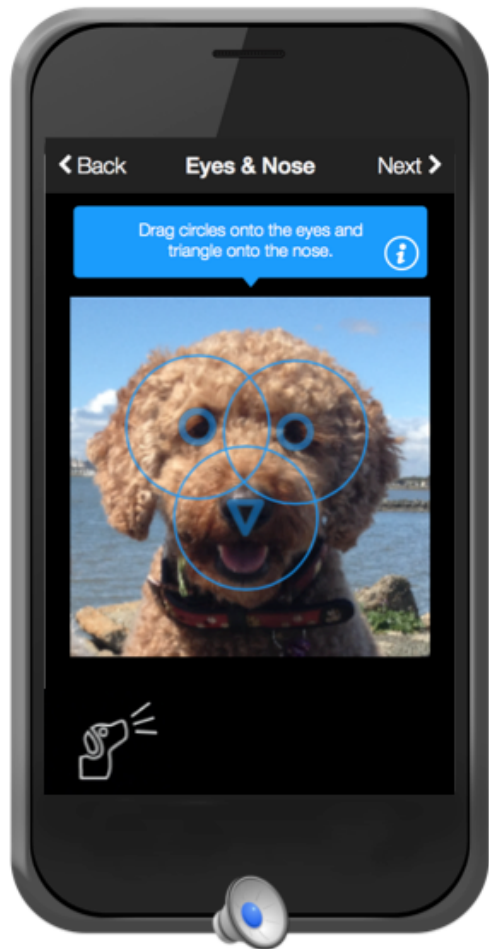 Back Eyes & Nose Next
Drag circles onto the eyes and
triangle onto the nose.
i